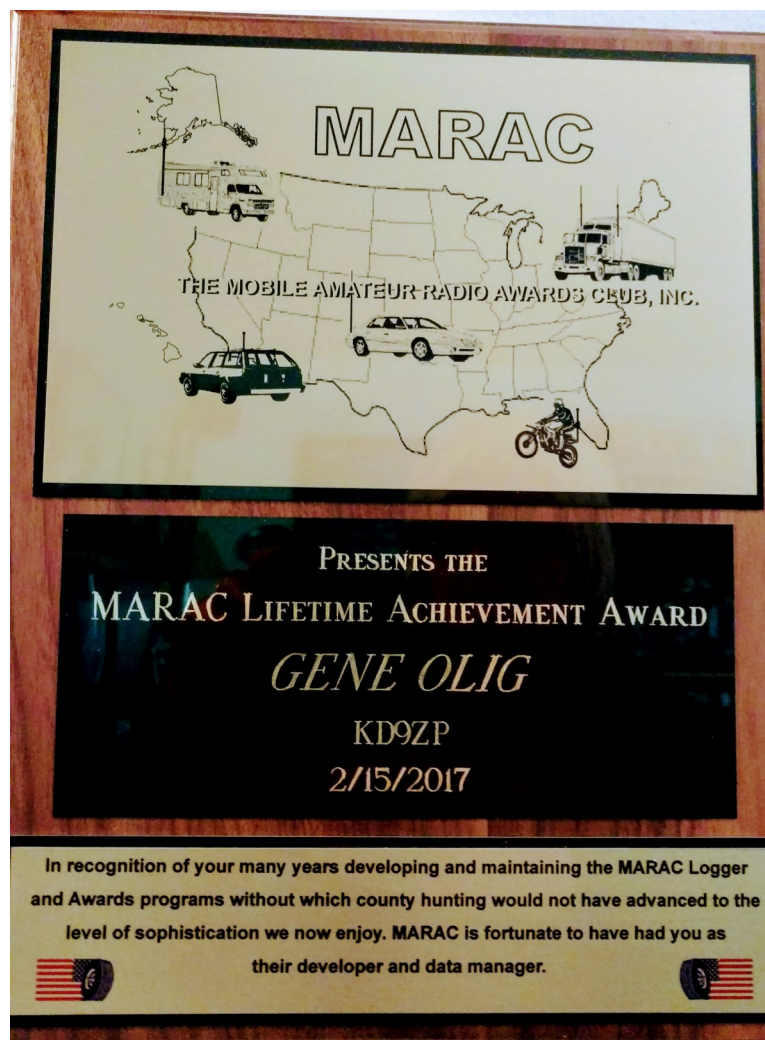 MARAC
THE MOBILE AMATEUR RADIO AWARDS CLUB, INC.
PRESENTS THE
MARAC LIFETIME ACHIEVEMENT AWARD
GENE OLIG
KD9ZP
2/15/2017
In recognition of your many years developing and maintaining the MARAC Logger
and Awards programs without which county hunting would not have advanced to the
level of sophistication we now enjoy. MARAC is fortunate to have had you as
their developer and data manager.